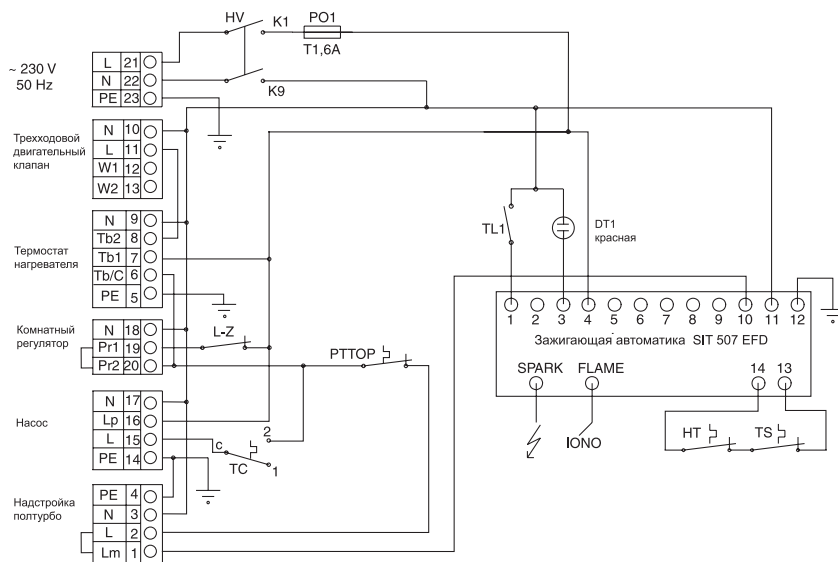 HV K1 PO1
T1,6A
K9
~ 230 V
50 Hz
L 21
N 22
PE 23
Трехходовой
двигательный
клапан
N 10
L 11
W1 12
W2 13
Термостат
нагревателя
N 9
Tb2 8
Tb1 7
Tb/C 6
PE 5
Комнатный
регулятор
N 18
Pr1 19
Pr2 20
L-Z
PTTOP
Насос
N 17
Lp 16
L 15
PE 14
c 2
TC 1
Надстройка
полтурбо
PE 4
N 3
L 2
Lm 1
TL1
DT1
красная
1 2 3 4 5 6 7 8 9 10 11 12
Зажигающая автоматика SIT 507 EFD
SPARK FLAME 14 13
IONO
HT TS